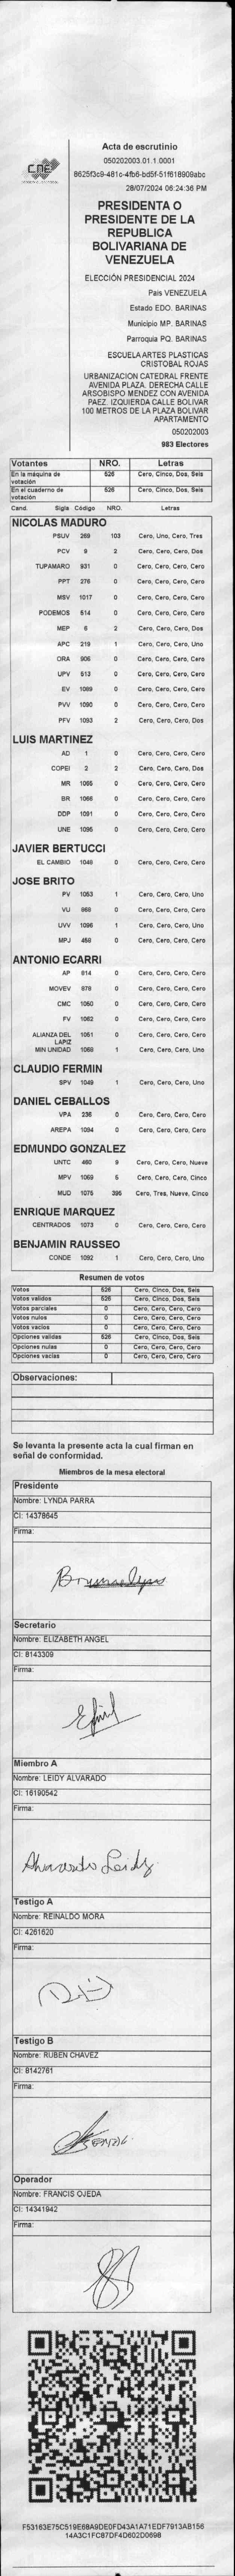 CNE
Acta de escrutinio
050202003.01.1.0001
8625f3c9-481c-4fb6-bd5f-51f618909abc
28/07/2024 06:24:36 PM
PRESIDENTA O
PRESIDENTE DE LA
REPUBLICA
BOLIVARIANA DE
VENEZUELA
ELECCIÓN PRESIDENCIAL 2024
Pais VENEZUELA
Estado EDO. BARINAS
Municipio MP. BARINAS
Parroquia PQ. BARINAS
ESCUELA ARTES PLASTICAS
CRISTOBAL ROJAS
URBANIZACION CATEDRAL FRENTE
AVENIDA PLAZA. DERECHA CALLE
ARSOBISPO MENDEZ CON AVENIDA
PAEZ. IZQUIERDA CALLE BOLIVAR
100 METROS DE LA PLAZA BOLIVAR
APARTAMENTO
050202003
983 Electores
Votantes NRO. Letras
En la máquina de votación 526 Cero, Cinco, Dos, Seis
En el cuaderno de votación 526 Cero, Cinco, Dos, Seis
Cand. Sigla Código NRO. Letras
NICOLAS MADURO
PSUV 269 103 Cero, Uno, Cero, Tres
PCV 9 2 Cero, Cero, Cero, Dos
TUPAMARO 931 0 Cero, Cero, Cero, Cero
PPT 276 0 Cero, Cero, Cero, Cero
MSV 1017 0 Cero, Cero, Cero, Cero
PODEMOS 514 0 Cero, Cero, Cero, Cero
MEP 6 2 Cero, Cero, Cero, Dos
APC 219 1 Cero, Cero, Cero, Uno
ORA 906 0 Cero, Cero, Cero, Cero
UPV 513 0 Cero, Cero, Cero, Cero
EV 1089 0 Cero, Cero, Cero, Cero
PVV 1090 0 Cero, Cero, Cero, Cero
PFV 1093 2 Cero, Cero, Cero, Dos
LUIS MARTINEZ
AD 1 0 Cero, Cero, Cero, Cero
COPEI 2 2 Cero, Cero, Cero, Dos
MR 1065 0 Cero, Cero, Cero, Cero
BR 1066 0 Cero, Cero, Cero, Cero
DDP 1091 0 Cero, Cero, Cero, Cero
UNE 1095 0 Cero, Cero, Cero, Cero
JAVIER BERTUCCI
EL CAMBIO 1048 0 Cero, Cero, Cero, Cero
JOSE BRITO
PV 1053 1 Cero, Cero, Cero, Uno
VU 868 0 Cero, Cero, Cero, Cero
UVV 1096 1 Cero, Cero, Cero, Uno
MPJ 458 0 Cero, Cero, Cero, Cero
ANTONIO ECARRI
AP 914 0 Cero, Cero, Cero, Cero
MOVEV 878 0 Cero, Cero, Cero, Cero
CMC 1050 0 Cero, Cero, Cero, Cero
FV 1062 0 Cero, Cero, Cero, Cero
ALIANZA DEL LAPIZ 1051 0 Cero, Cero, Cero, Cero
MIN UNIDAD 1068 1 Cero, Cero, Cero, Uno
CLAUDIO FERMIN
SPV 1049 1 Cero, Cero, Cero, Uno
DANIEL CEBALLOS
VPA 236 0 Cero, Cero, Cero, Cero
AREPA 1094 0 Cero, Cero, Cero, Cero
EDMUNDO GONZALEZ
UNTC 460 9 Cero, Cero, Cero, Nueve
MPV 1069 5 Cero, Cero, Cero, Cinco
MUD 1075 395 Cero, Tres, Nueve, Cinco
ENRIQUE MARQUEZ
CENTRADOS 1073 0 Cero, Cero, Cero, Cero
BENJAMIN RAUSSEO
CONDE 1092 1 Cero, Cero, Cero, Uno
Resumen de votos
Votos 526 Cero, Cinco, Dos, Seis
Votos validos 526 Cero, Cinco, Dos, Seis
Votos parciales 0 Cero, Cero, Cero, Cero
Votos nulos 0 Cero, Cero, Cero, Cero
Votos vacios 0 Cero, Cero, Cero, Cero
Opciones validas 526 Cero, Cinco, Dos, Seis
Opciones nulas 0 Cero, Cero, Cero, Cero
Opciones vacias 0 Cero, Cero, Cero, Cero
Observaciones:
Se levanta la presente acta la cual firman en
señal de conformidad.
Miembros de la mesa electoral
Presidente
Nombre: LYNDA PARRA
CI: 14378645
Firma:
Secretario
Nombre: ELIZABETH ANGEL
CI: 8143309
Firma:
Miembro A
Nombre: LEIDY ALVARADO
CI: 16190542
Firma:
Alvarado Leidy
Testigo A
Nombre: REINALDO MORA
CI: 4261620
Firma:
Testigo B
Nombre: RUBEN CHAVEZ
CI: 8142761
Firma:
Operador
Nombre: FRANCIS OJEDA
CI: 14341942
Firma:
F53163E75C519E68A9DE0FD43A1A71EDF7913AB156
14A3C1FC87DF4D602D0698